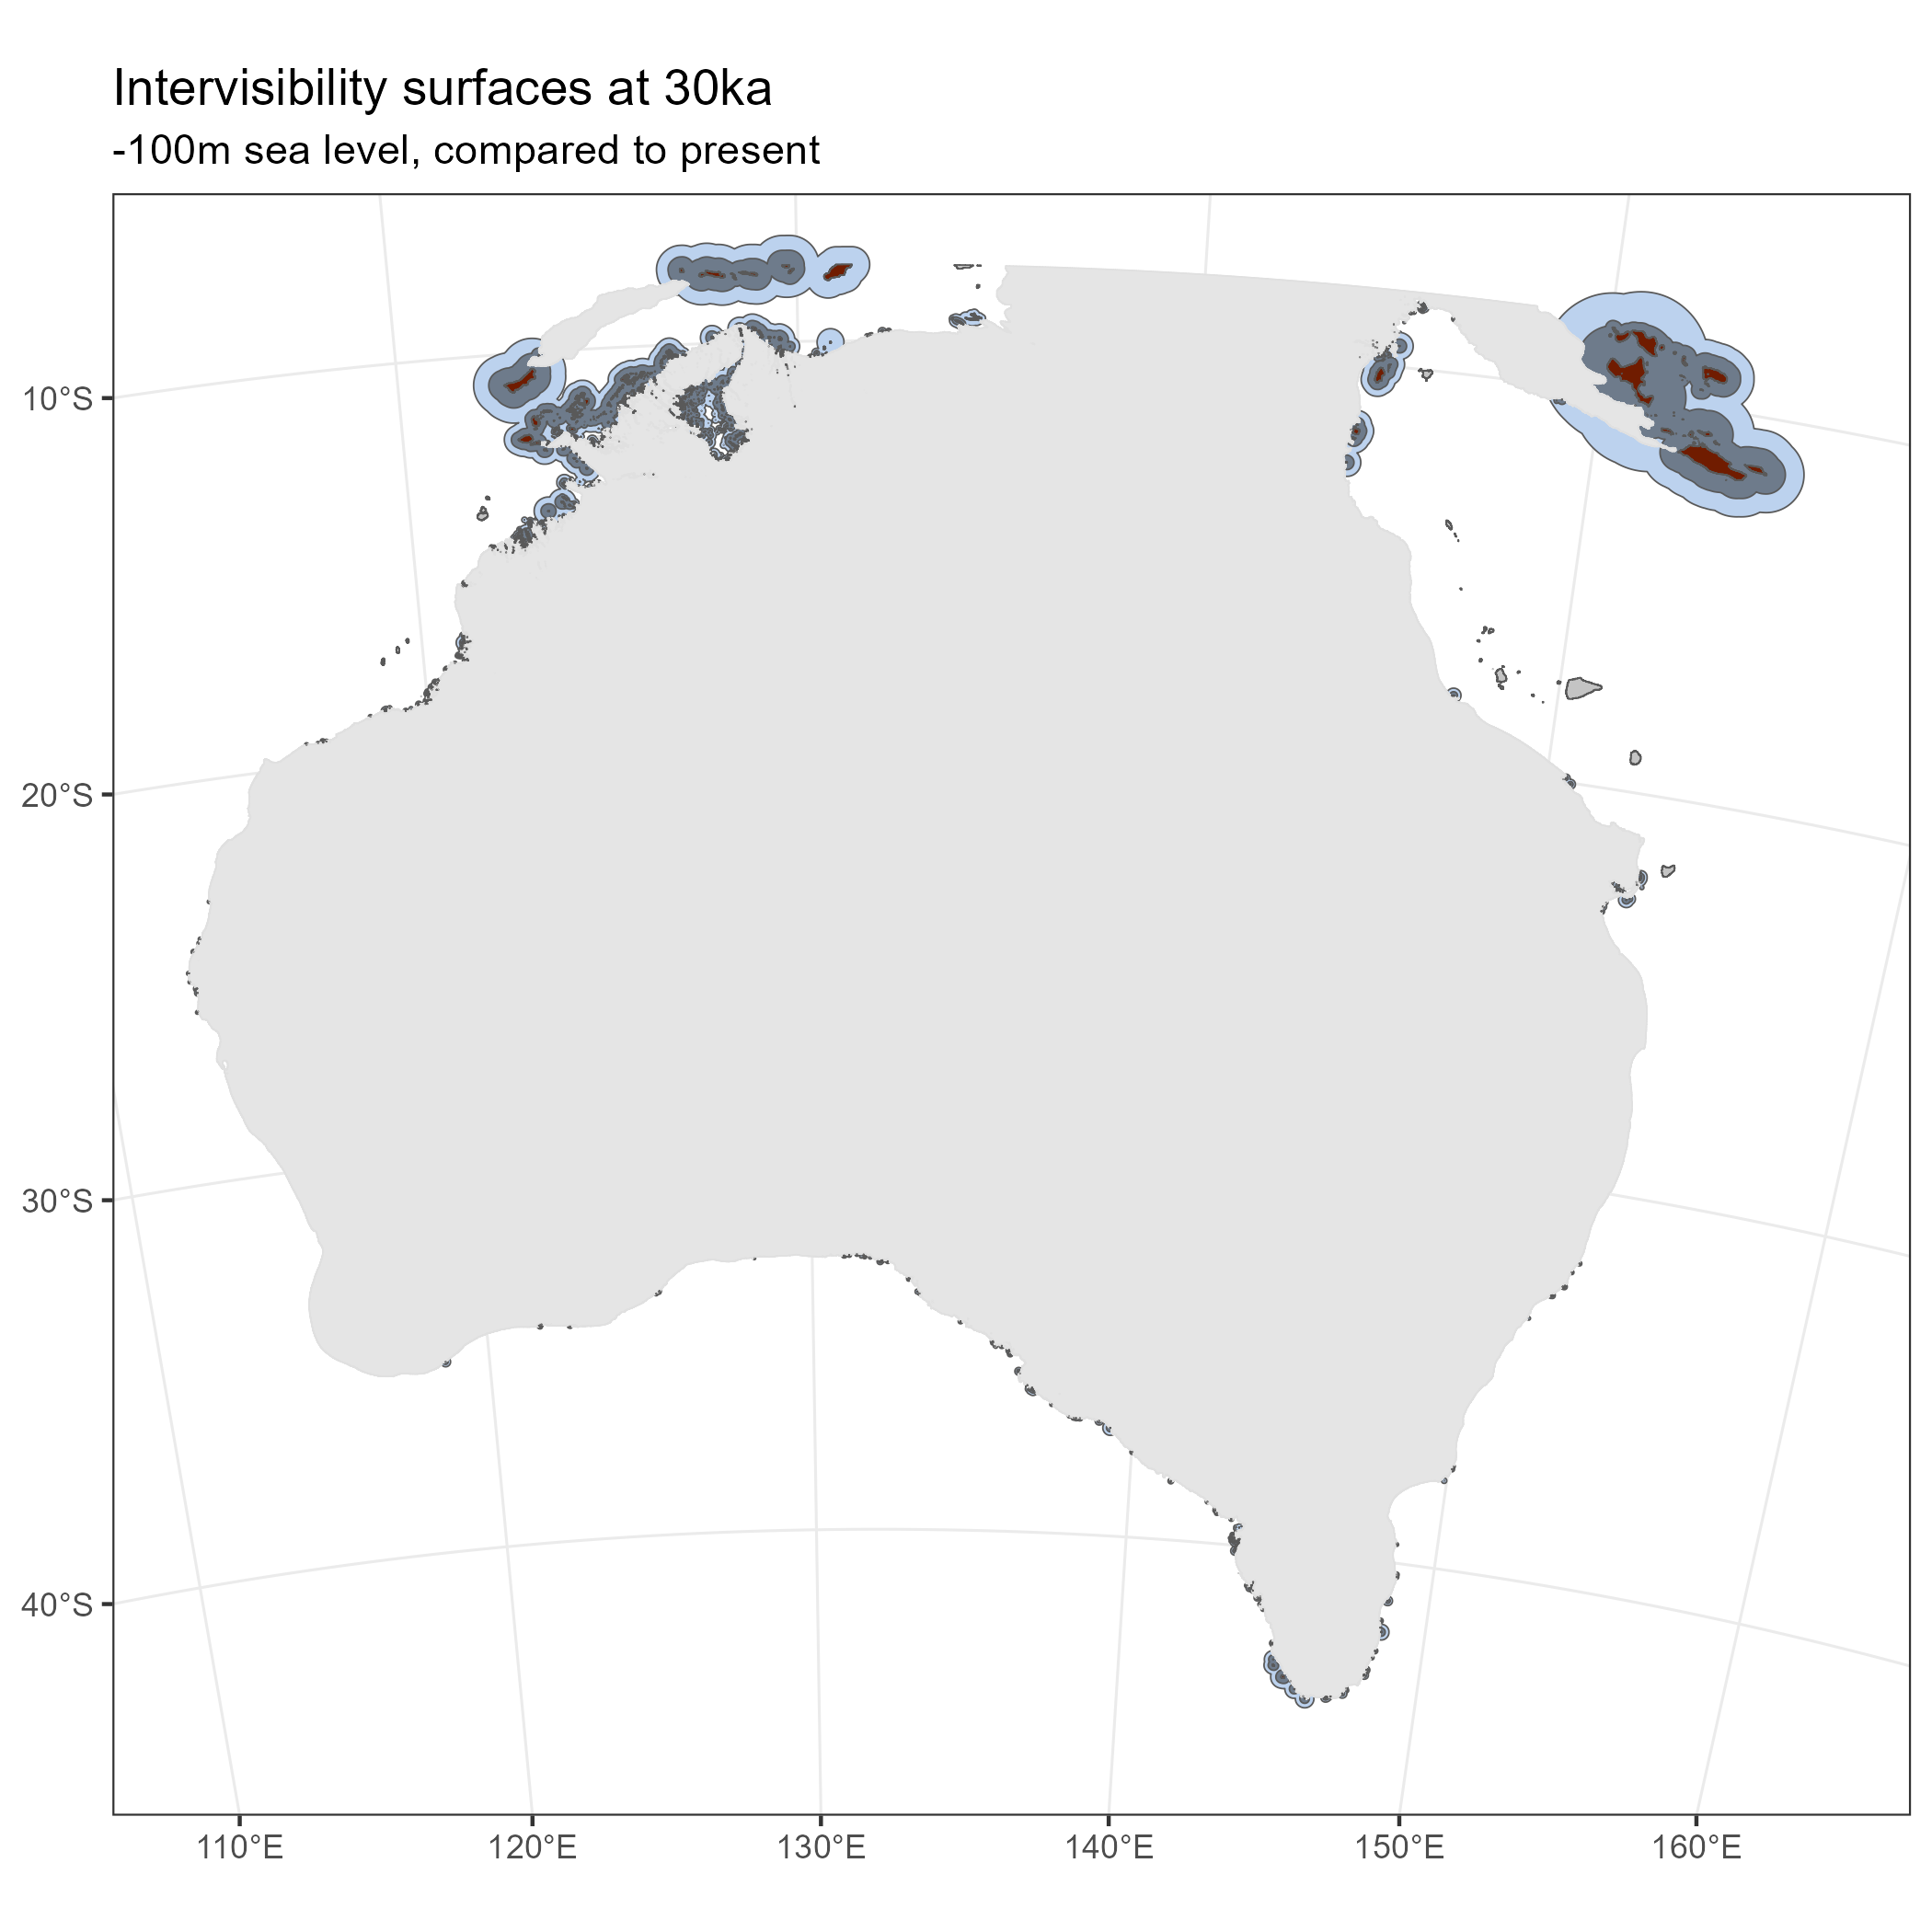 Intervisibility surfaces at 30ka
-100m sea level, compared to present
10°S
20°S
30°S
40°S
110°E
120°E
130°E
140°E
150°E
160°E